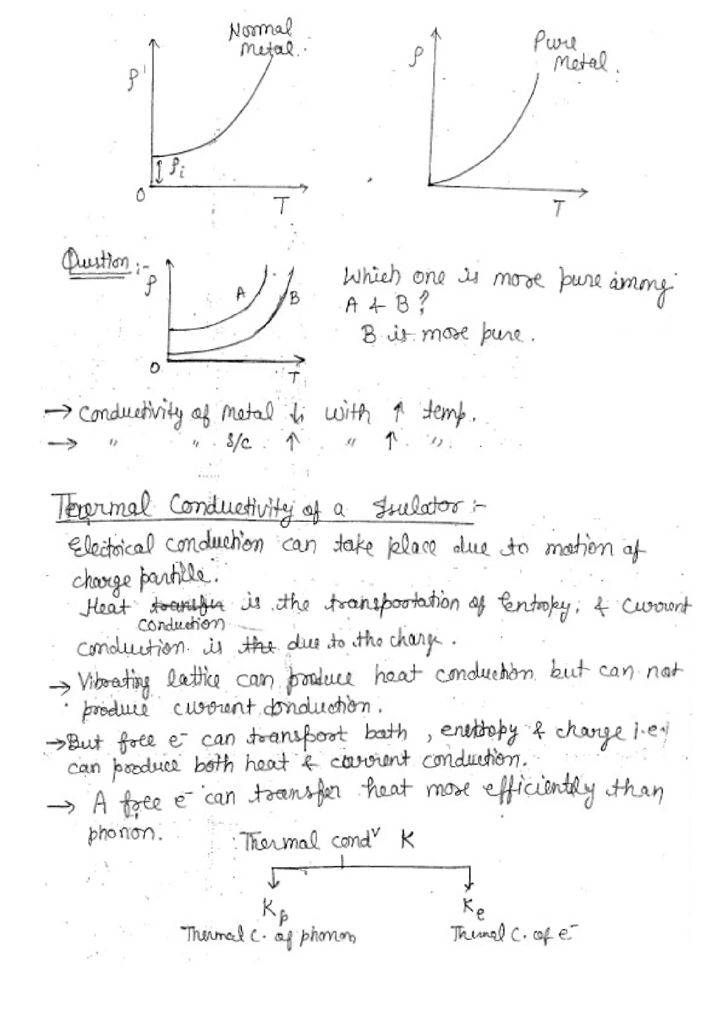 Normal
Metal.
ρ
ρi
O
T
Pure
Metal.
ρ
T
Question :-
ρ
A
B
O
T
Which one is more pure among
A & B?
B is more pure.
→ Conductivity of Metal ↓ with ↑ temp.
→ " " s/c ↑ " ↑ ".
Thermal Conductivity of a Isulator :-
Electrical conduction can take place due to motion of
charge partille.
Heat conduction is the transportation of Entropy, & current
conduction is due to the charge.
→ Vibrating lattice can produce heat conduction but can not
produce current conduction.
→ But free e⁻ can transport both, entropy & charge i.e.,
can produce both heat & current conduction.
→ A free e⁻ can transfer heat more efficiently than
phonon.
Thermal condᵛ K
Kp
Ke
Thermal C. of phonon
Thermal C. of e⁻